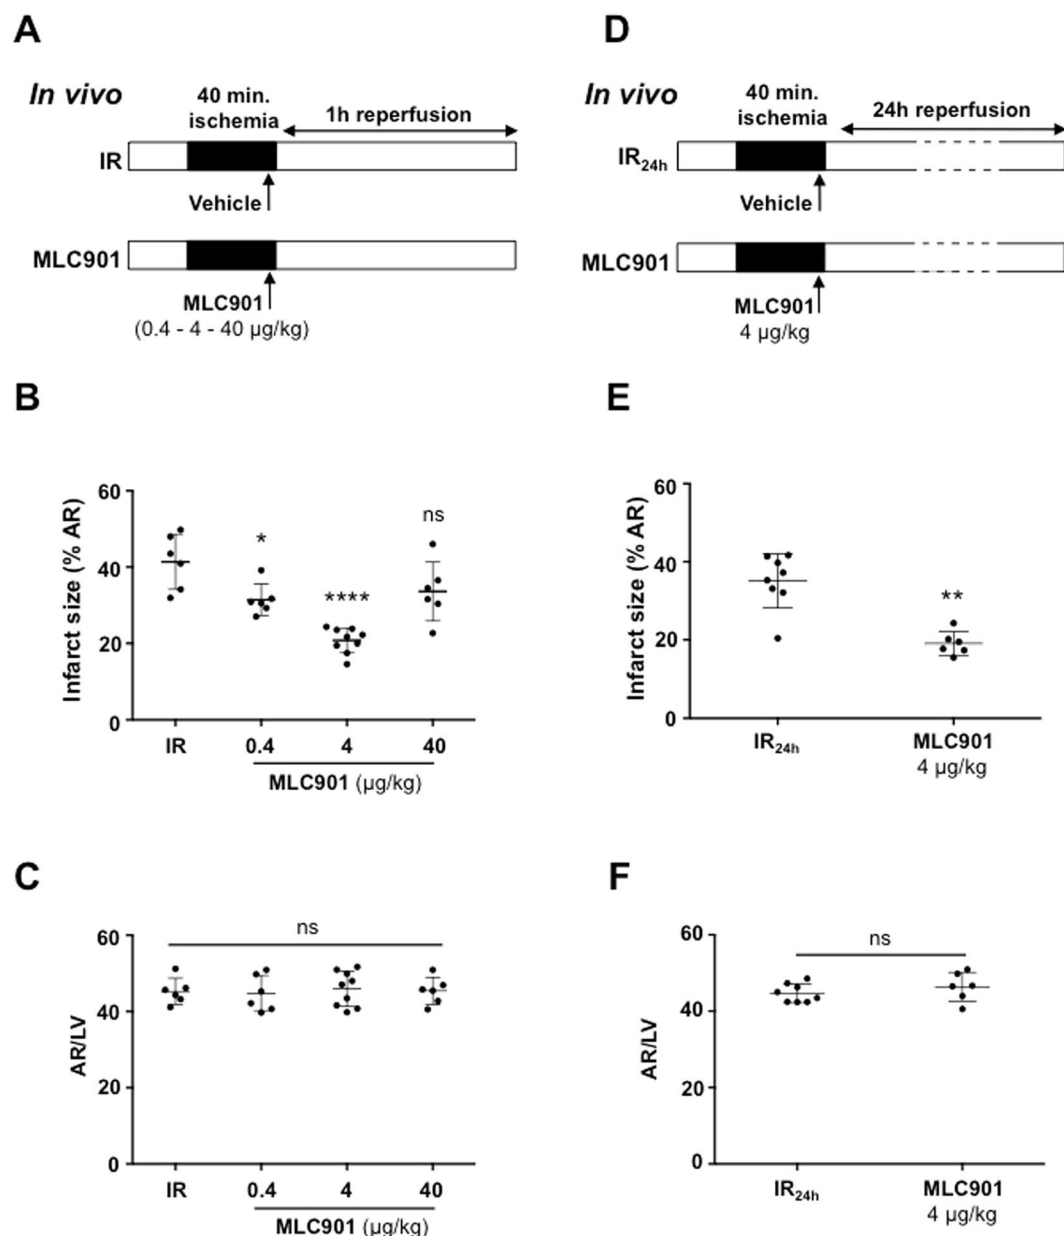 A
In vivo
40 min.
ischemia
1h reperfusion
IR
Vehicle
MLC901
MLC901
(0.4 - 4 - 40 µg/kg)
D
In vivo
40 min.
ischemia
24h reperfusion
IR24h
Vehicle
MLC901
MLC901
4 µg/kg
B
Infarct size (% AR)
60
40
20
0
*
****
ns
IR 0.4 4 40
MLC901 (µg/kg)
E
Infarct size (% AR)
60
40
20
0
**
IR24h MLC901
4 µg/kg
C
AR/LV
60
40
20
0
ns
IR 0.4 4 40
MLC901 (µg/kg)
F
AR/LV
60
40
20
0
ns
IR24h MLC901
4 µg/kg